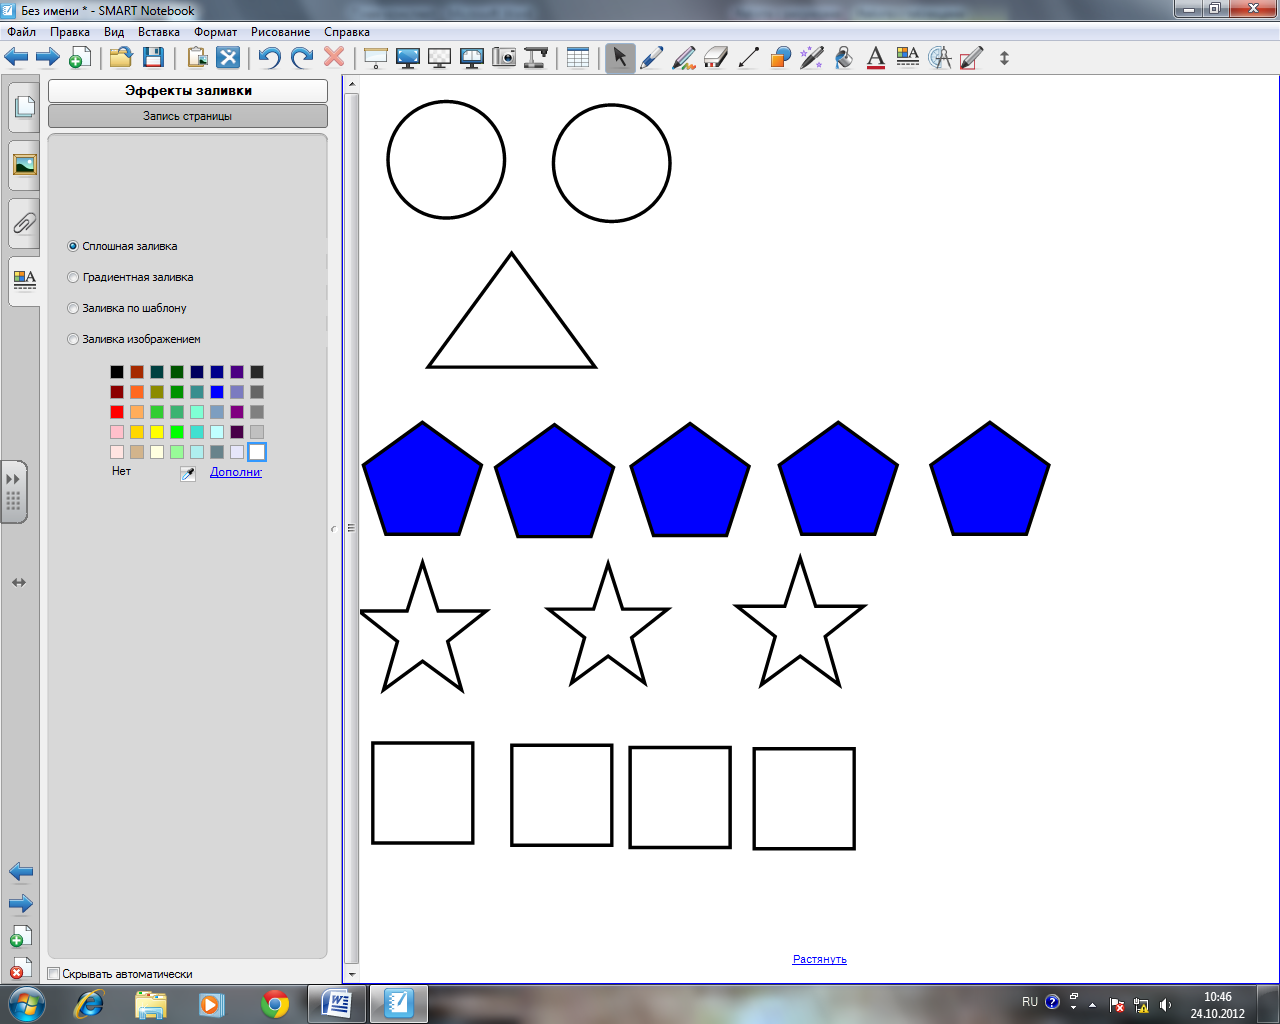 Без имени * - SMART Notebook
Файл Правка Вид Вставка Формат Рисование Справка
Эффекты заливки
Запись страницы
Сплошная заливка
Градиентная заливка
Заливка по шаблону
Заливка изображением
Нет
Дополни
Скрывать автоматически
Растянуть
RU
10:46
24.10.2012